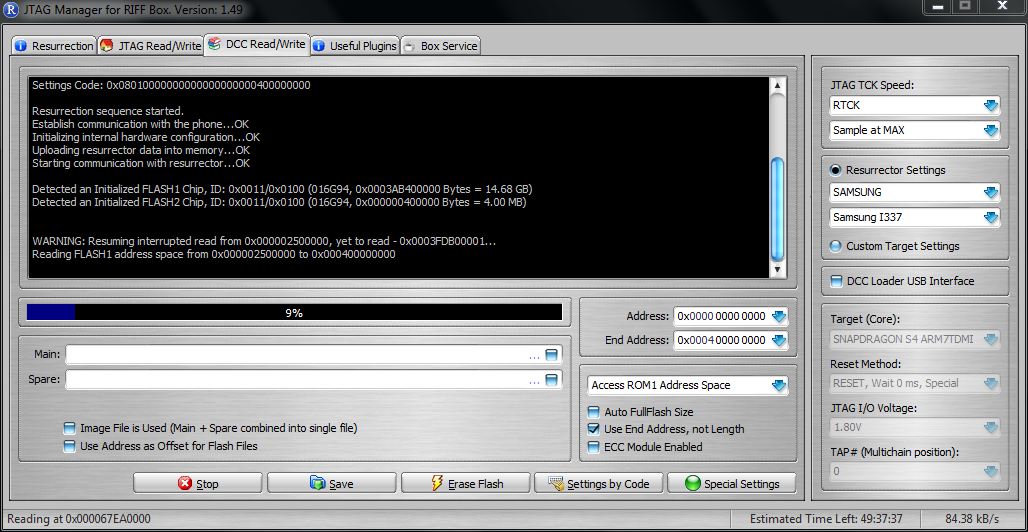 R JTAG Manager for RIFF Box. Version: 1.49
Resurrection JTAG Read/Write DCC Read/Write Useful Plugins Box Service
Settings Code: 0x08010000000000000000000400000000
Resurrection sequence started.
Establish communication with the phone...OK
Initializing internal hardware configuration...OK
Uploading resurrector data into memory...OK
Starting communication with resurrector...OK
Detected an Initialized FLASH1 Chip, ID: 0x0011/0x0100 (016G94, 0x0003AB400000 Bytes = 14.68 GB)
Detected an Initialized FLASH2 Chip, ID: 0x0011/0x0100 (016G94, 0x000000400000 Bytes = 4.00 MB)
WARNING: Resuming interrupted read from 0x000002500000, yet to read - 0x0003FDB00001...
Reading FLASH1 address space from 0x000002500000 to 0x000400000000
9%
Main: ...
Spare: ...
Image File is Used (Main + Spare combined into single file)
Use Address as Offset for Flash Files
Address: 0x0000 0000 0000
End Address: 0x0004 0000 0000
Access ROM1 Address Space
Auto FullFlash Size
Use End Address, not Length
ECC Module Enabled
Stop Save Erase Flash Settings by Code Special Settings
JTAG TCK Speed:
RTCK
Sample at MAX
Resurrector Settings
SAMSUNG
Samsung I337
Custom Target Settings
DCC Loader USB Interface
Target (Core):
SNAPDRAGON S4 ARM7TDMI
Reset Method:
RESET, Wait 0 ms, Special
JTAG I/O Voltage:
1.80V
TAP# (Multichain position):
0
Reading at 0x000067EA0000 Estimated Time Left: 49:37:37 84.38 kB/s